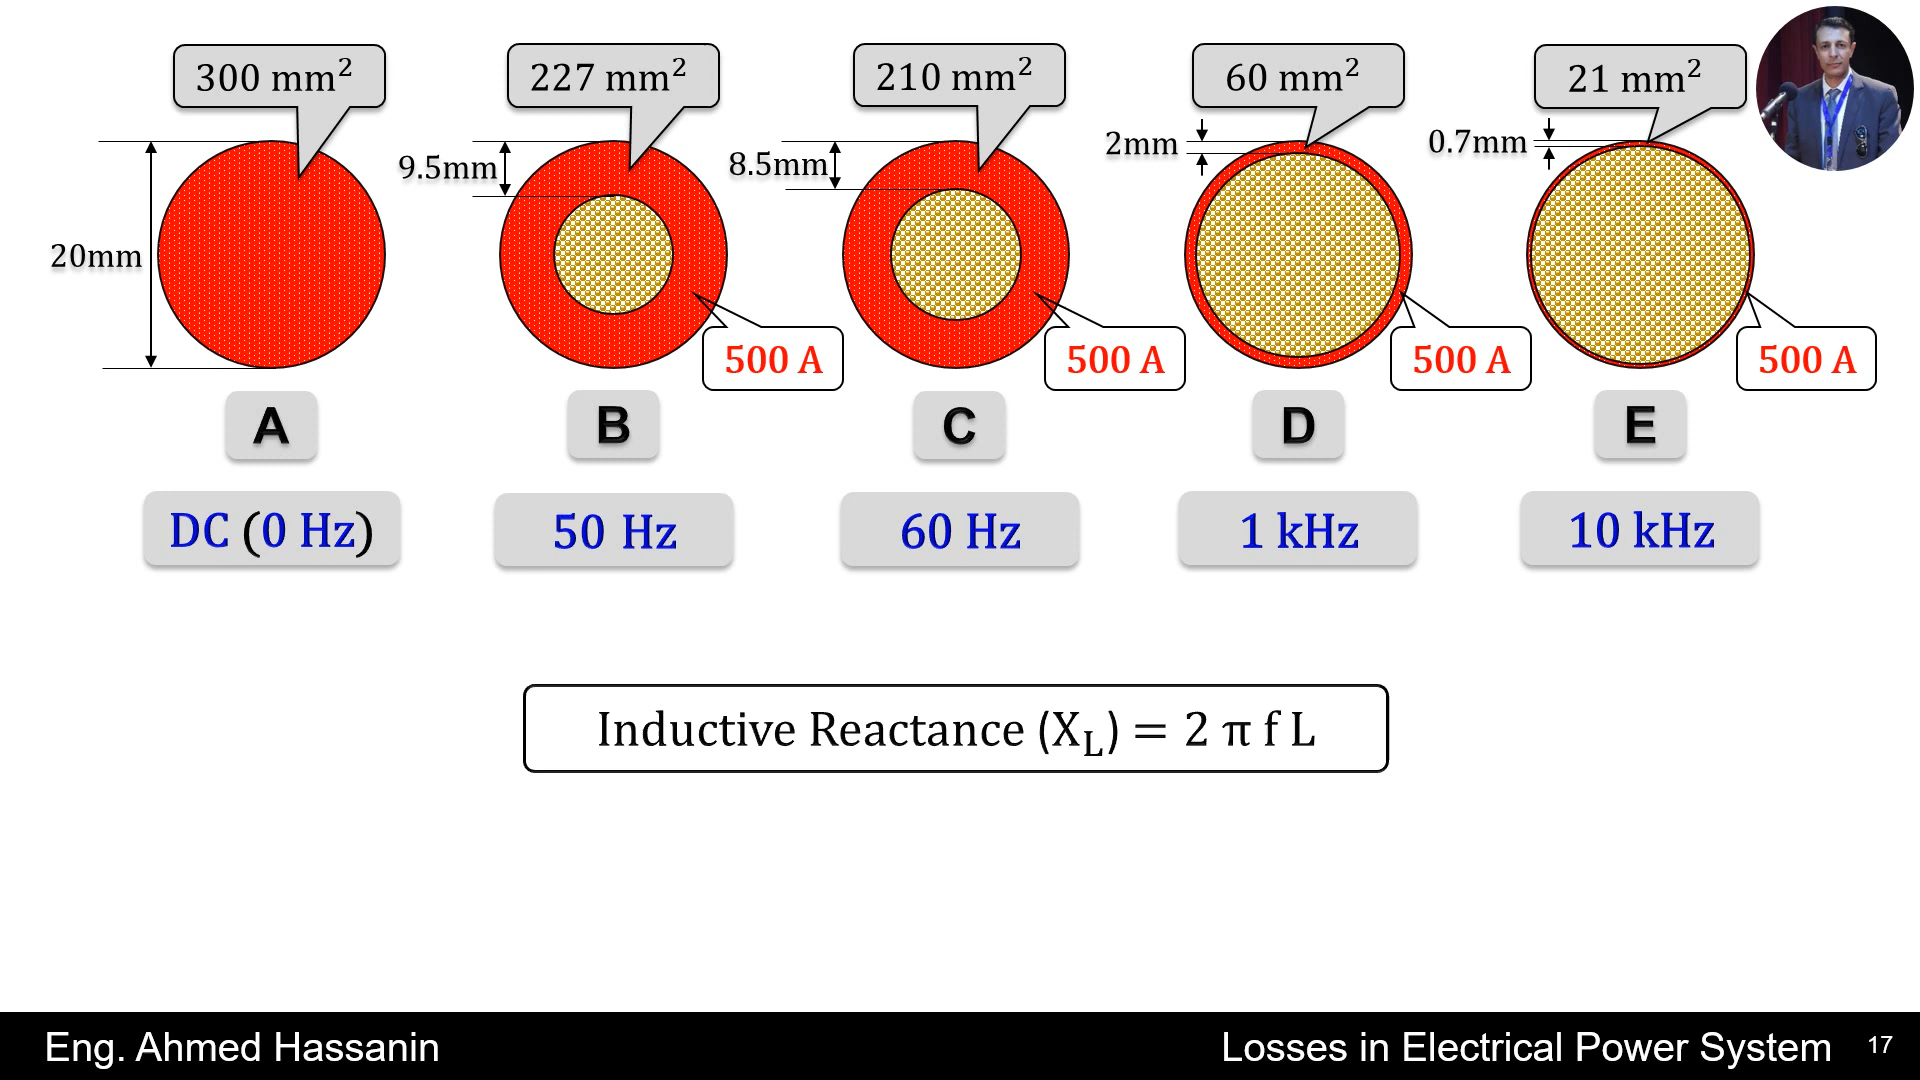 300 mm²
227 mm²
210 mm²
60 mm²
21 mm²
20mm
9.5mm
8.5mm
2mm
0.7mm
500 A
500 A
500 A
500 A
A
B
C
D
E
DC (0 Hz)
50 Hz
60 Hz
1 kHz
10 kHz
Inductive Reactance (X_L) = 2 π f L
Eng. Ahmed Hassanin
Losses in Electrical Power System
17